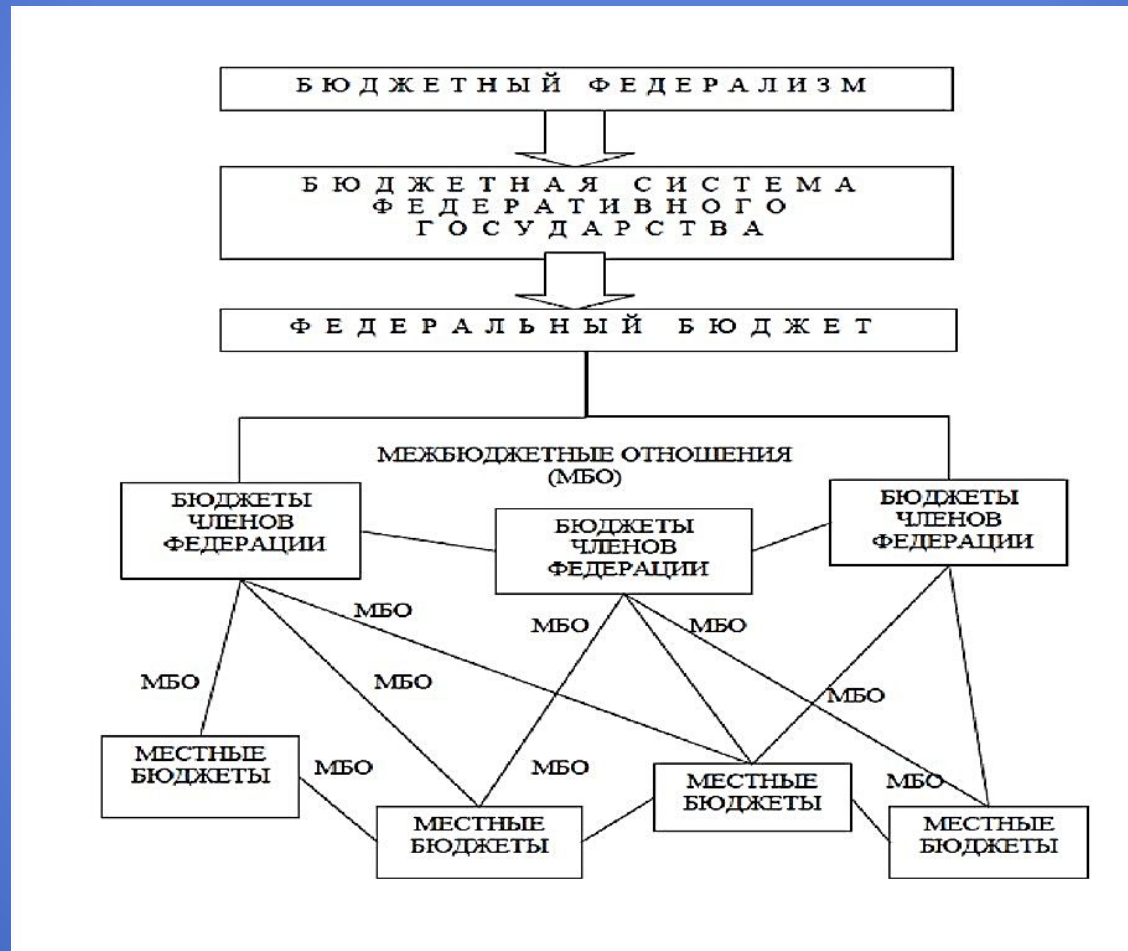 БЮДЖЕТНЫЙ ФЕДЕРАЛИЗМ
БЮДЖЕТНАЯ СИСТЕМА
ФЕДЕРАТИВНОГО
ГОСУДАРСТВА
ФЕДЕРАЛЬНЫЙ БЮДЖЕТ
МЕЖБЮДЖЕТНЫЕ ОТНОШЕНИЯ
(МБО)
БЮДЖЕТЫ
ЧЛЕНОВ
ФЕДЕРАЦИИ
БЮДЖЕТЫ
ЧЛЕНОВ
ФЕДЕРАЦИИ
БЮДЖЕТЫ
ЧЛЕНОВ
ФЕДЕРАЦИИ
МБО
МБО
МБО
МБО
МБО
МБО
МЕСТНЫЕ
БЮДЖЕТЫ
МБО
МБО
МЕСТНЫЕ
БЮДЖЕТЫ
МБО
МЕСТНЫЕ
БЮДЖЕТЫ
МЕСТНЫЕ
БЮДЖЕТЫ